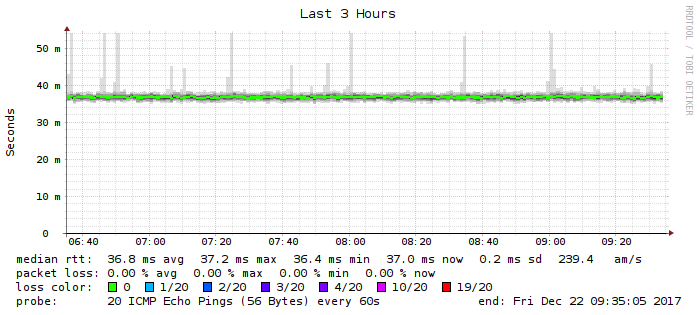 Last 3 Hours
RRDTOOL / TOBI OETIKER
Seconds
50 m
40 m
30 m
20 m
10 m
0
06:40 07:00 07:20 07:40 08:00 08:20 08:40 09:00 09:20
median rtt: 36.8 ms avg 37.2 ms max 36.4 ms min 37.0 ms now 0.2 ms sd 239.4 am/s
packet loss: 0.00 % avg 0.00 % max 0.00 % min 0.00 % now
loss color: 0 1/20 2/20 3/20 4/20 10/20 19/20
probe: 20 ICMP Echo Pings (56 Bytes) every 60s end: Fri Dec 22 09:35:05 2017